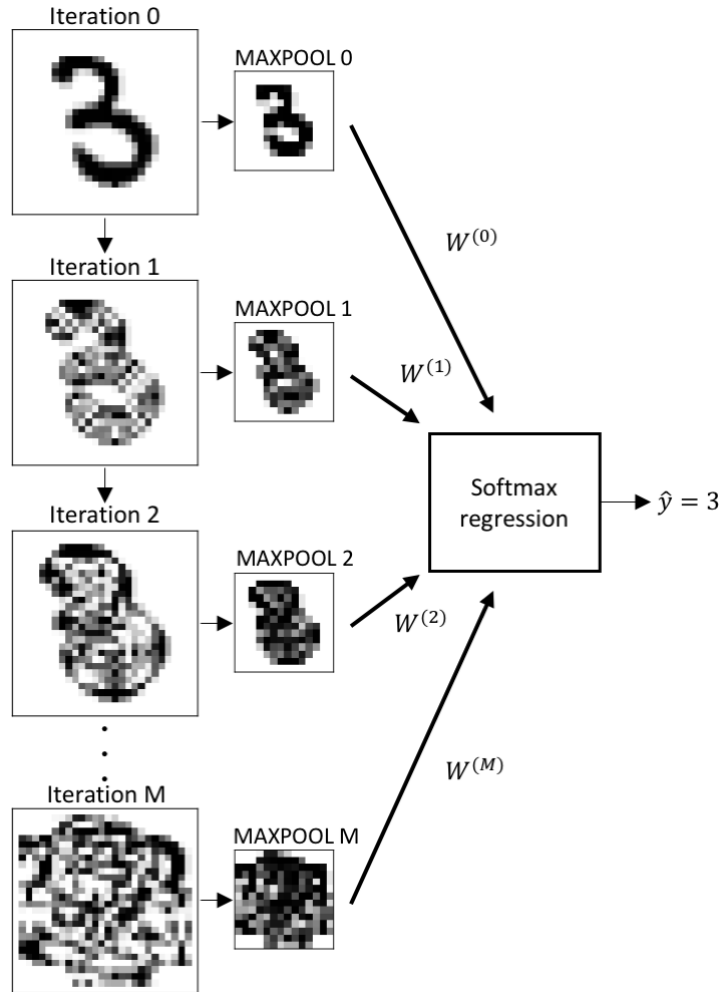 Iteration 0
MAXPOOL 0
W^{(0)}
Iteration 1
MAXPOOL 1
W^{(1)}
Softmax
regression
ŷ = 3
Iteration 2
MAXPOOL 2
W^{(2)}
W^{(M)}
Iteration M
MAXPOOL M